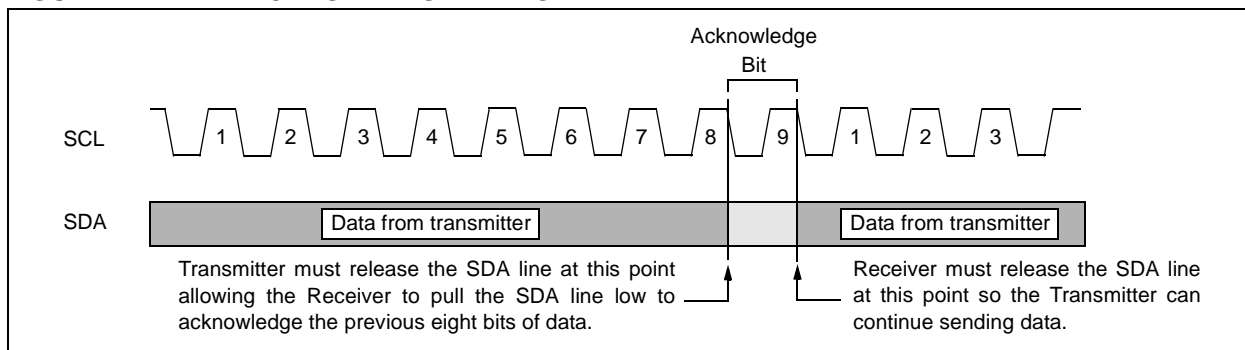 Acknowledge
Bit
SCL 1 2 3 4 5 6 7 8 9 1 2 3
SDA Data from transmitter Data from transmitter
Transmitter must release the SDA line at this point
allowing the Receiver to pull the SDA line low to
acknowledge the previous eight bits of data.
Receiver must release the SDA line
at this point so the Transmitter can
continue sending data.